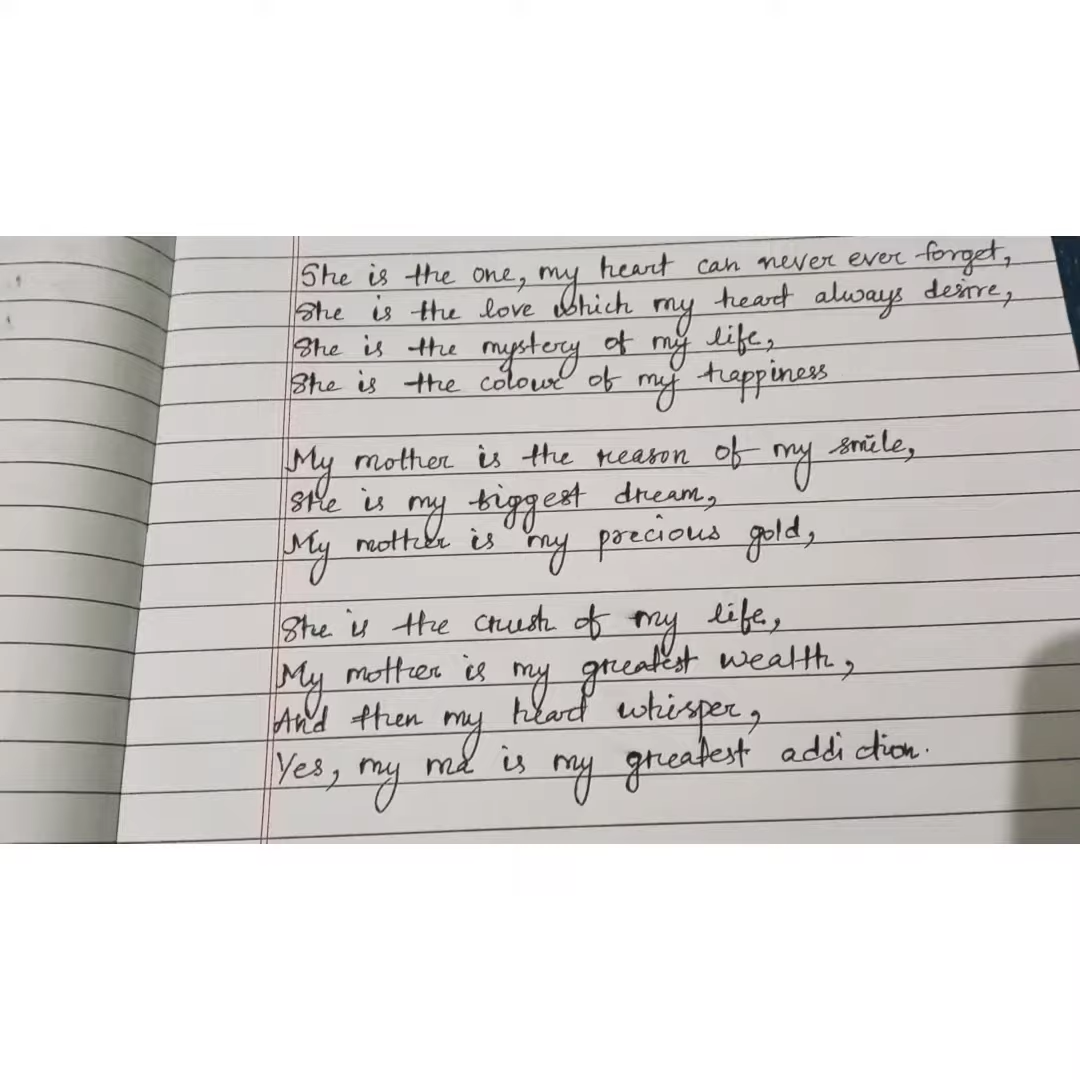 She is the one, my heart can never ever forget,
She is the love which my heart always desire,
She is the mystery of my life,
She is the colour of my happiness
My mother is the reason of my smile,
She is my biggest dream,
My mother is my precious gold,
She is the crush of my life,
My mother is my greatest wealth,
And then my heart whisper,
Yes, my ma is my greatest addiction.